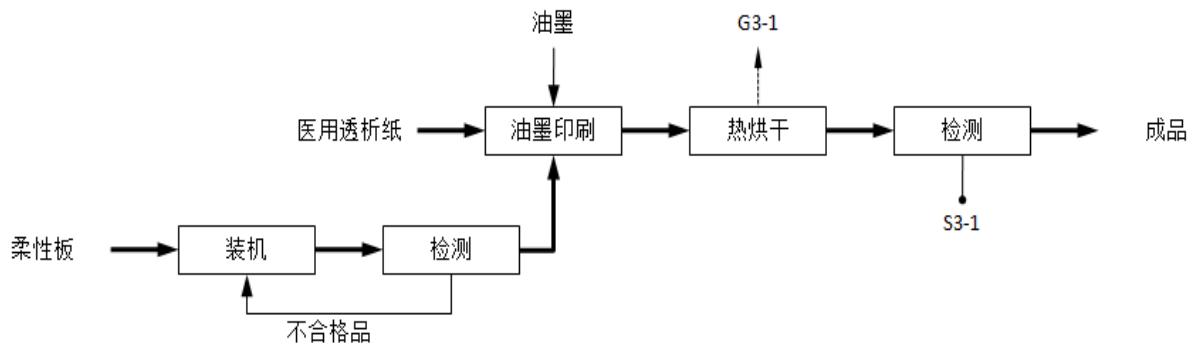 油墨
G3-1
医用透析纸
油墨印刷
热烘干
检测
成品
S3-1
柔性板
装机
检测
不合格品